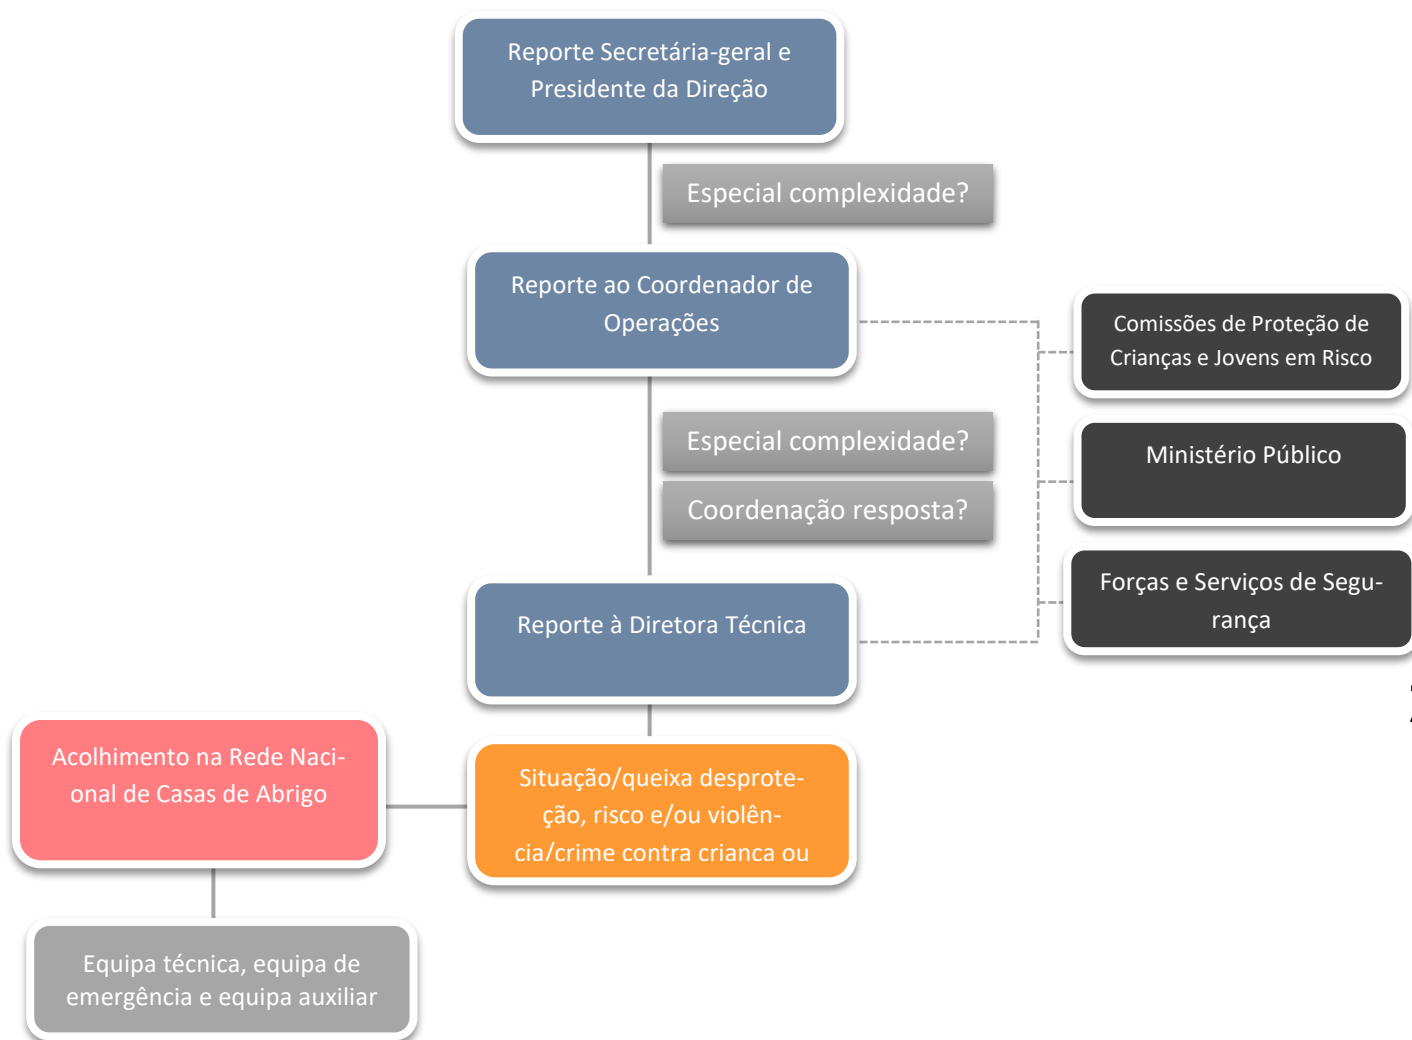 Reporte Secretária-geral e
Presidente da Direção
Especial complexidade?
Reporte ao Coordenador de
Operações
Comissões de Proteção de
Crianças e Jovens em Risco
Especial complexidade?
Ministério Público
Coordenação resposta?
Forças e Serviços de Segu-
rança
Reporte à Diretora Técnica
Acolhimento na Rede Naci-
onal de Casas de Abrigo
Situação/queixa desprote-
ção, risco e/ou violên-
cia/crime contra crianca ou
Equipa técnica, equipa de
emergência e equipa auxiliar